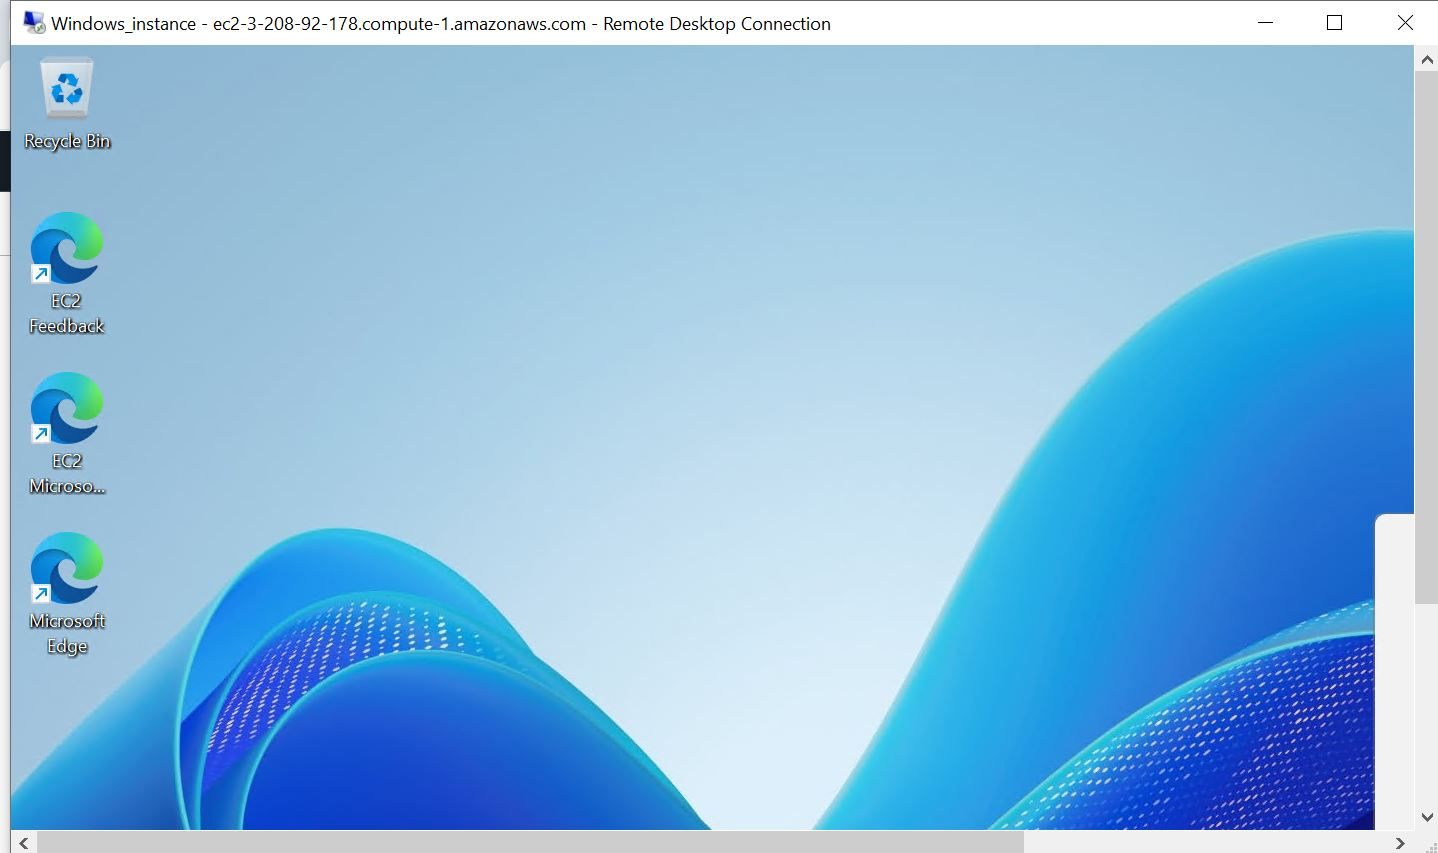 Windows_instance - ec2-3-208-92-178.compute-1.amazonaws.com - Remote Desktop Connection
Recycle Bin
EC2
Feedback
EC2
Microso...
Microsoft
Edge